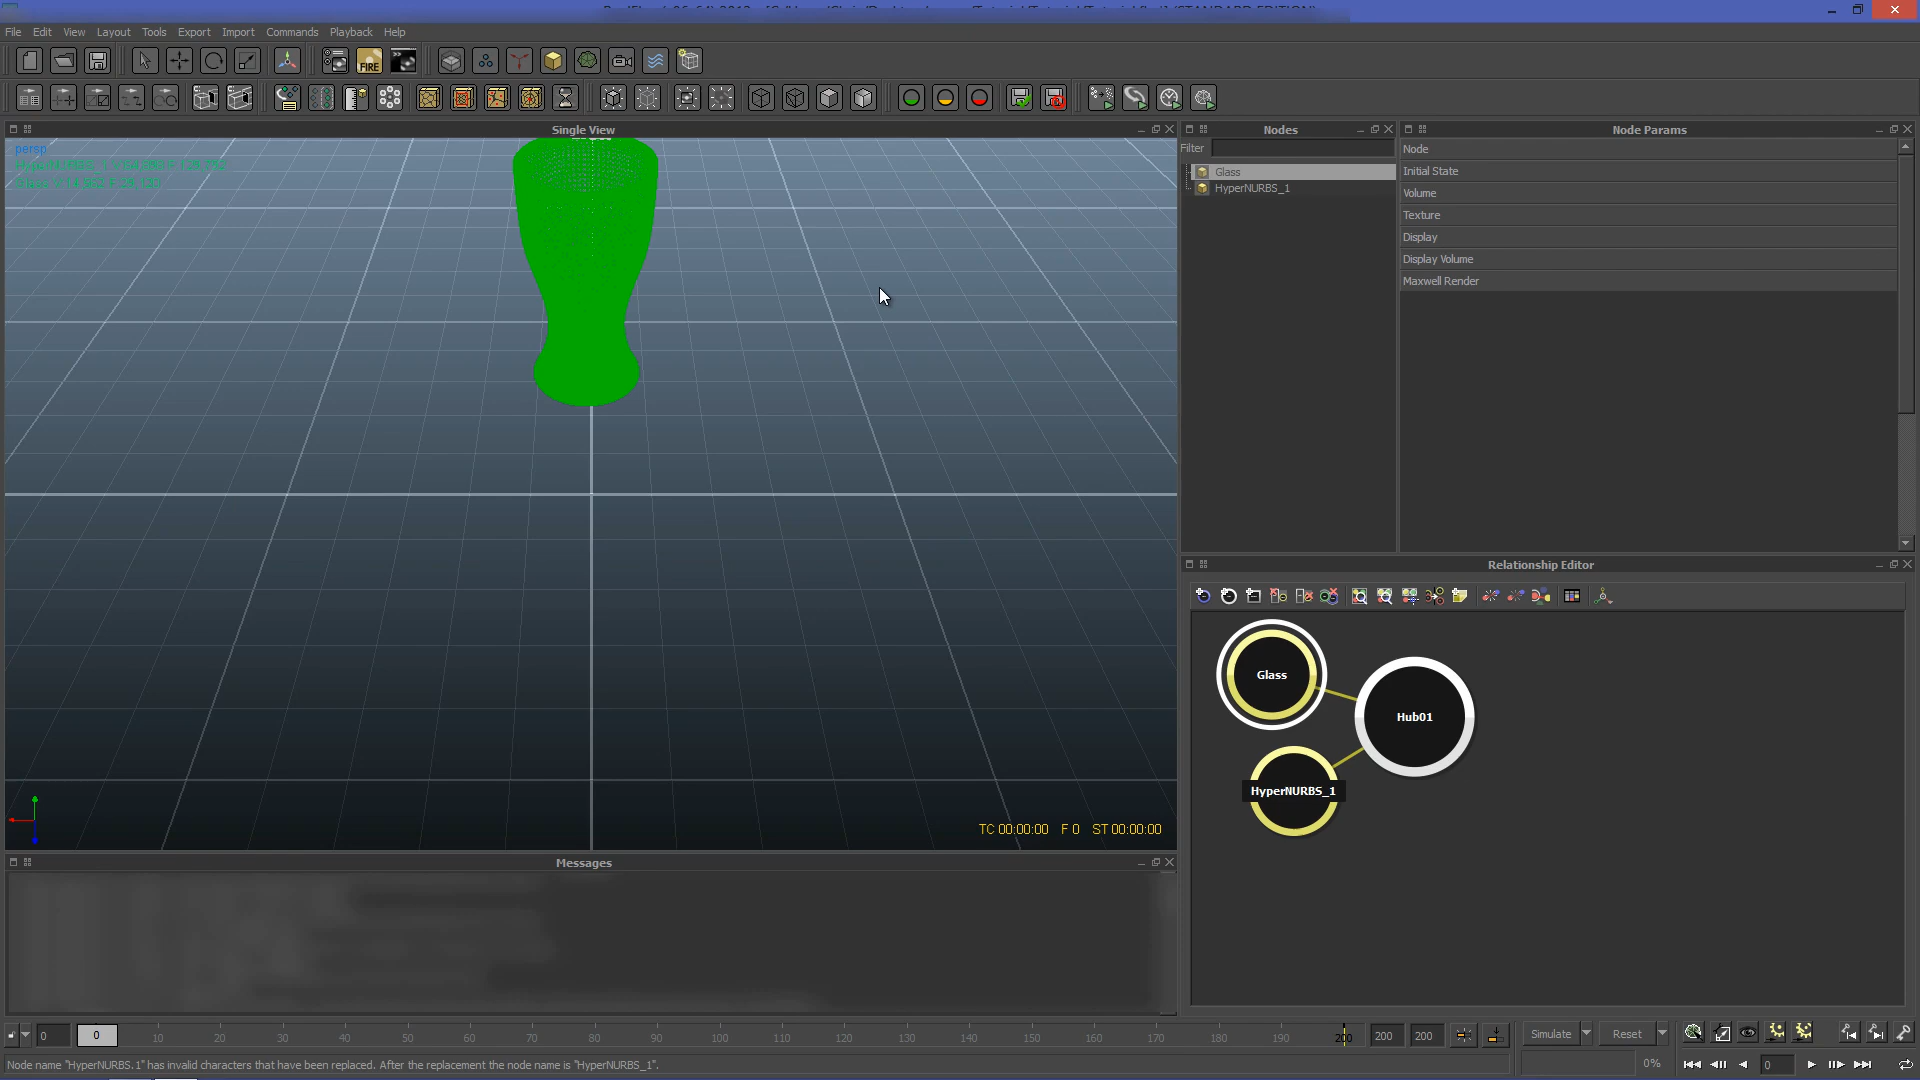 File Edit View Layout Tools Export Import Commands Playback Help
FIRE
Single View
Nodes
Node Params
persp
Filter
Glass
HyperNURBS_1
Node
Initial State
Volume
Texture
Display
Display Volume
Maxwell Render
Relationship Editor
Glass
Hub01
HyperNURBS_1
TC 00:00:00 F 0 ST 00:00:00
Messages
0 0 10 20 30 40 50 60 70 80 90 100 110 120 130 140 150 160 170 180 190 200 200 200
Simulate Reset
Node name "HyperNURBS.1" has invalid characters that have been replaced. After the replacement the node name is "HyperNURBS_1".
0% 0